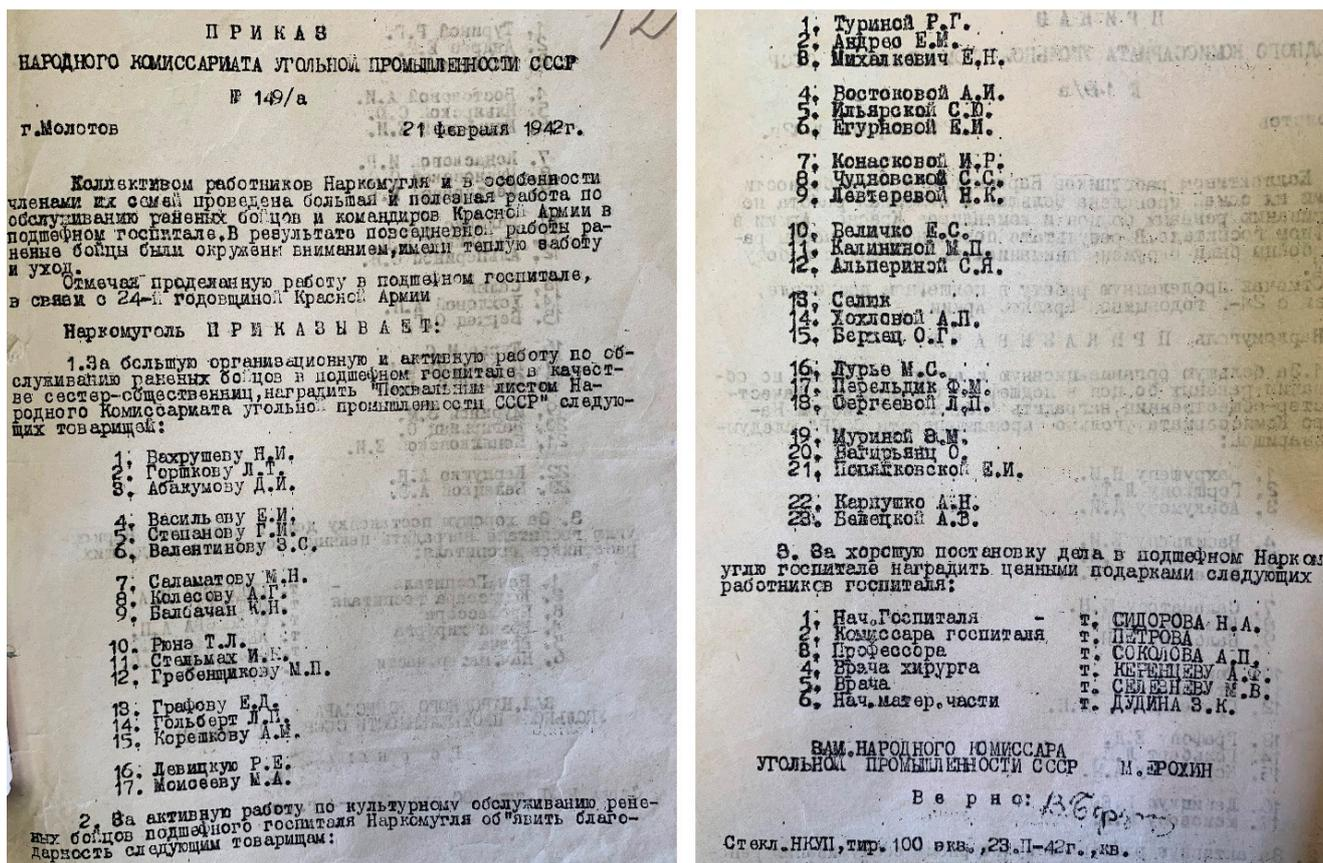 12
П Р И К А З
НАРОДНОГО КОМИССАРИАТА УГОЛЬНОЙ ПРОМЫШЛЕННОСТИ СССР
№ 149/а
г.Молотов 21 февраля 1942г.
Коллективом работников Наркомугля и в особенности
членами их семей проведена большая и полезная работа по
обслуживанию раненых бойцов и командиров Красной Армии в
подшефном госпитале.В результате повседневной работы ра-
неные бойцы были окружены вниманием,имели теплую заботу
и уход.
Отмечая проделанную работу в подшефном госпитале,
в связи с 24-й годовщиной Красной Армии
Наркомуголь П Р И К А З Ы В А Е Т:
1.За большую организационную и активную работу по об-
служиванию раненых бойцов в подшефном госпитале в качест-
ве сестер-общественниц,наградить "Похвальным листом На-
родного Комиссариата угольной промышленности СССР" следую-
щих товарищей:
1. Вахрушеву Н.И.
2. Горшкову Л.Т.
3. Абакумову Д.И.
4. Васильеву Е.И.
5. Степанову Г.М.
6. Валентинову З.С.
7. Саламатову М.Н.
8. Колесову А.Г.
9. Балбачан К.Н.
10. Рюнэ Т.Л.
11. Стельмах И.К.
12. Гребенщикову М.П.
13. Графову Е.Д.
14. Гольберт Л.П.
15. Корешкову А.М.
16. Левицкую Р.Е.
17. Моисееву М.А.
2. За активную работу по культурному обслуживанию ране-
ных бойцов подшефного госпиталя Наркомугля об"явить благо-
дарность следующим товарищам:
1. Туриной Р.Г.
2. Андрео Е.М.
3. Михалкевич Е.Н.
4. Востоковой А.И.
5. Ильярской С.Ю.
6. Егурновой Е.И.
7. Конасковой И.Р.
8. Чудновской С.С.
9. Левтеревой Н.К.
10. Величко Е.С.
11. Калининой М.П.
12. Альпериной С.Я.
13. Салюк
14. Хохловой А.П.
15. Берхец О.Г.
16. Лурье М.С.
17. Перельдик Ф.М.
18. Сергеевой Л.П.
19. Муриной Э.М.
20. Вагирьянц О.
21. Е.И.
22. Карпушко А.Н.
23. Белецкой А.В.
3. За хорошую постановку дела в подшефном Нарком
углю госпитале наградить ценными подарками следующих
работников госпиталя:
1. Нач.Госпиталя - т. СИДОРОВА Н.А.
2. Комиссара госпиталя т. ПЕТРОВА
3. Профессора т. СОКОЛОВА А.П.
4. Врача хирурга т. КЕРЕНЦЕВУ А.Ф.
5. Врача т. СЕЛЕЗНЕВУ М.В.
6. Нач.матер.части т. ДУДИНА З.К.
ЗАМ.НАРОДНОГО КОМИССАРА
УГОЛЬНОЙ ПРОМЫШЛЕННОСТИ СССР М.ЕРОХИН
В е р н о:
Стекл.НКУП,тир.100 экв.,23.П-42г.,кв.